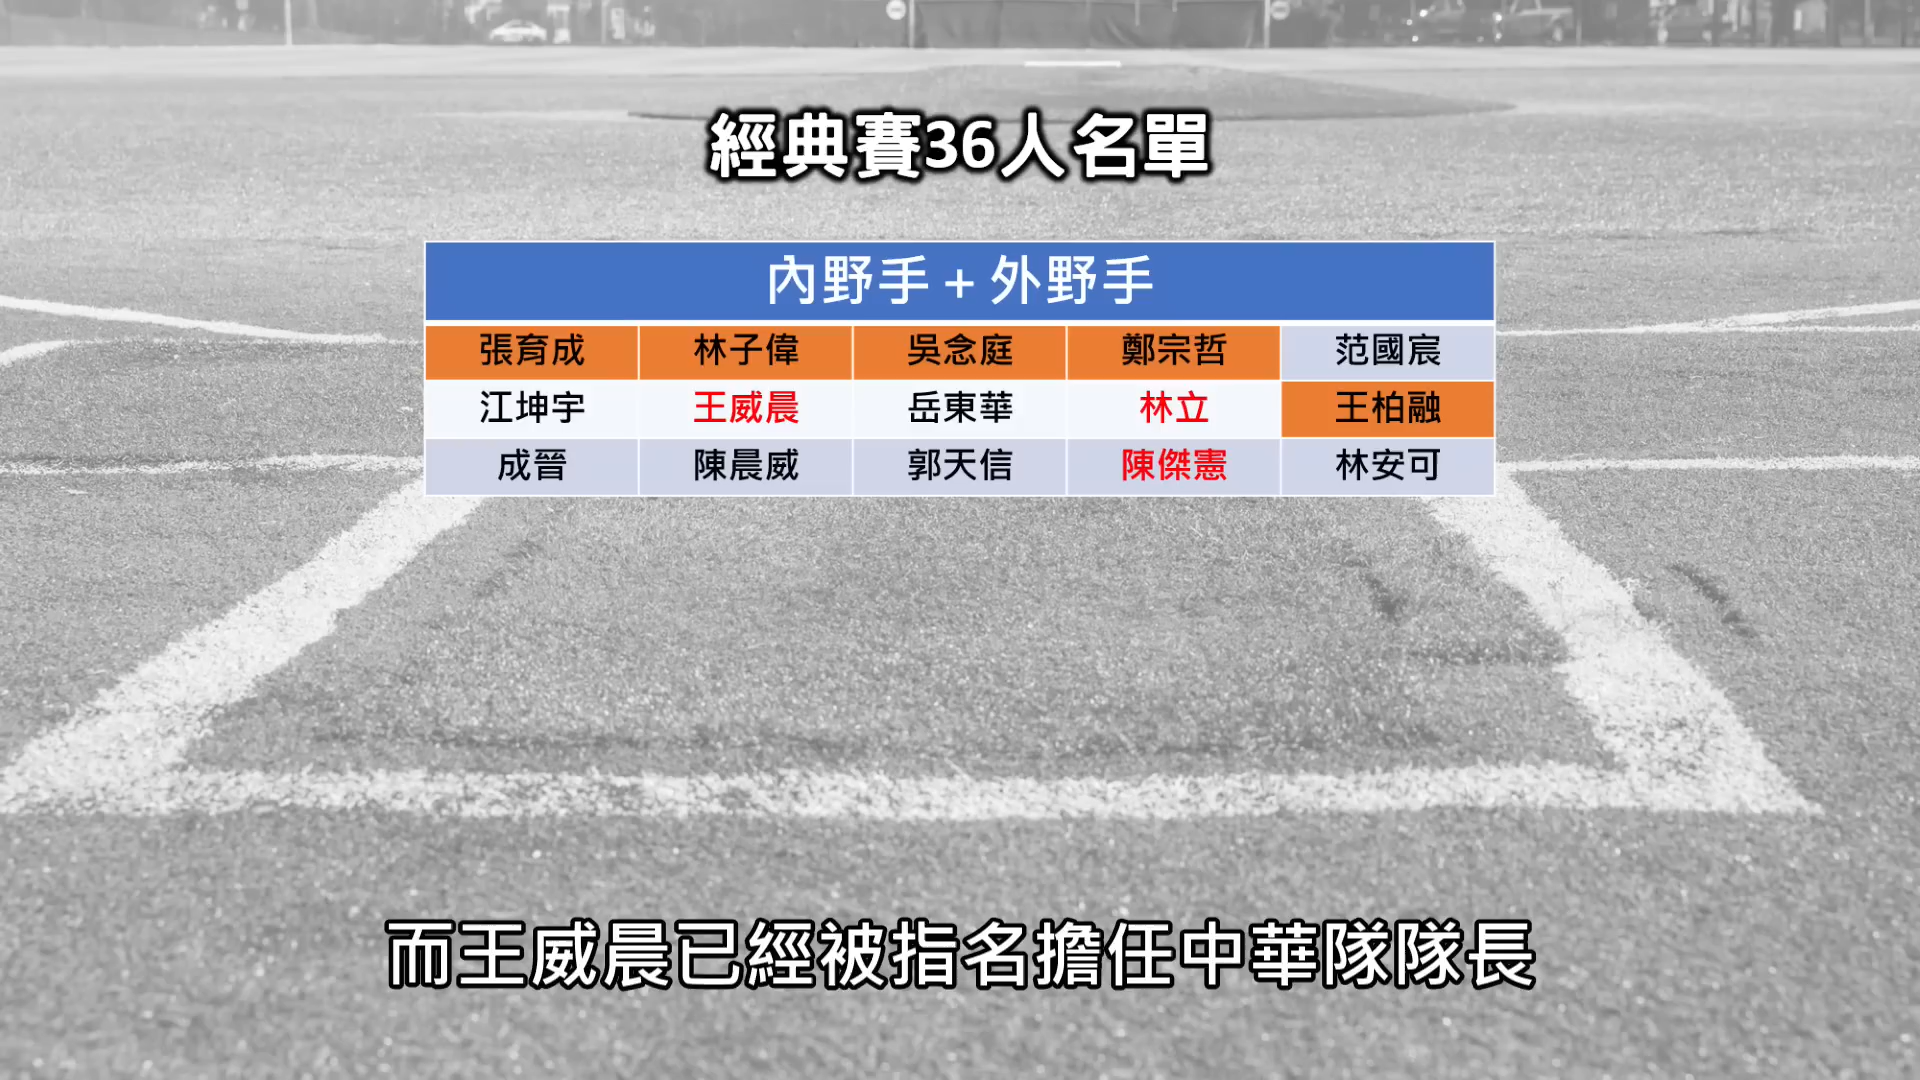 經典賽36人名單
內野手 + 外野手
張育成 林子偉 吳念庭 鄭宗哲 范國宸
江坤宇 王威晨 岳東華 林立 王柏融
成晉 陳晨威 郭天信 陳傑憲 林安可
而王威晨已經被指名擔任中華隊隊長